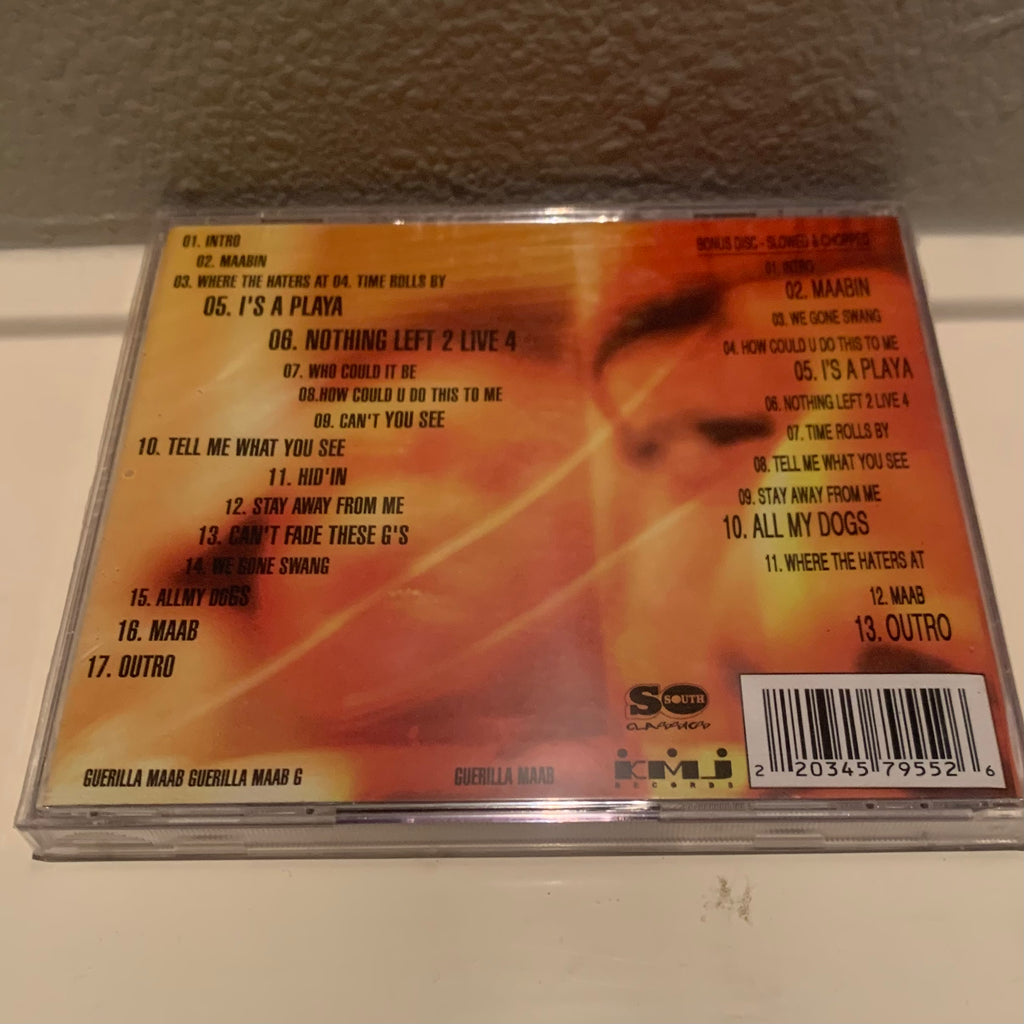 01. INTRO
02. MAABIN
03. WHERE THE HATERS AT 04. TIME ROLLS BY
05. I'S A PLAYA
06. NOTHING LEFT 2 LIVE 4
07. WHO COULD IT BE
08.HOW COULD U DO THIS TO ME
09. CAN'T YOU SEE
10. TELL ME WHAT YOU SEE
11. HID'IN
12. STAY AWAY FROM ME
13. CAN'T FADE THESE G'S
14. WE GONE SWANG
15. ALLMY DOGS
16. MAAB
17. OUTRO
GUERILLA MAAB GUERILLA MAAB G
GUERILLA MAAB
BONUS DISC - SLOWED & CHOPPED
01. INTRO
02. MAABIN
03. WE GONE SWANG
04. HOW COULD U DO THIS TO ME
05. I'S A PLAYA
06. NOTHING LEFT 2 LIVE 4
07. TIME ROLLS BY
08. TELL ME WHAT YOU SEE
09. STAY AWAY FROM ME
10. ALL MY DOGS
11. WHERE THE HATERS AT
12. MAAB
13. OUTRO
SO SOUTH
CLASSICS
KMJ
RECORDS
2 20345 79552 6